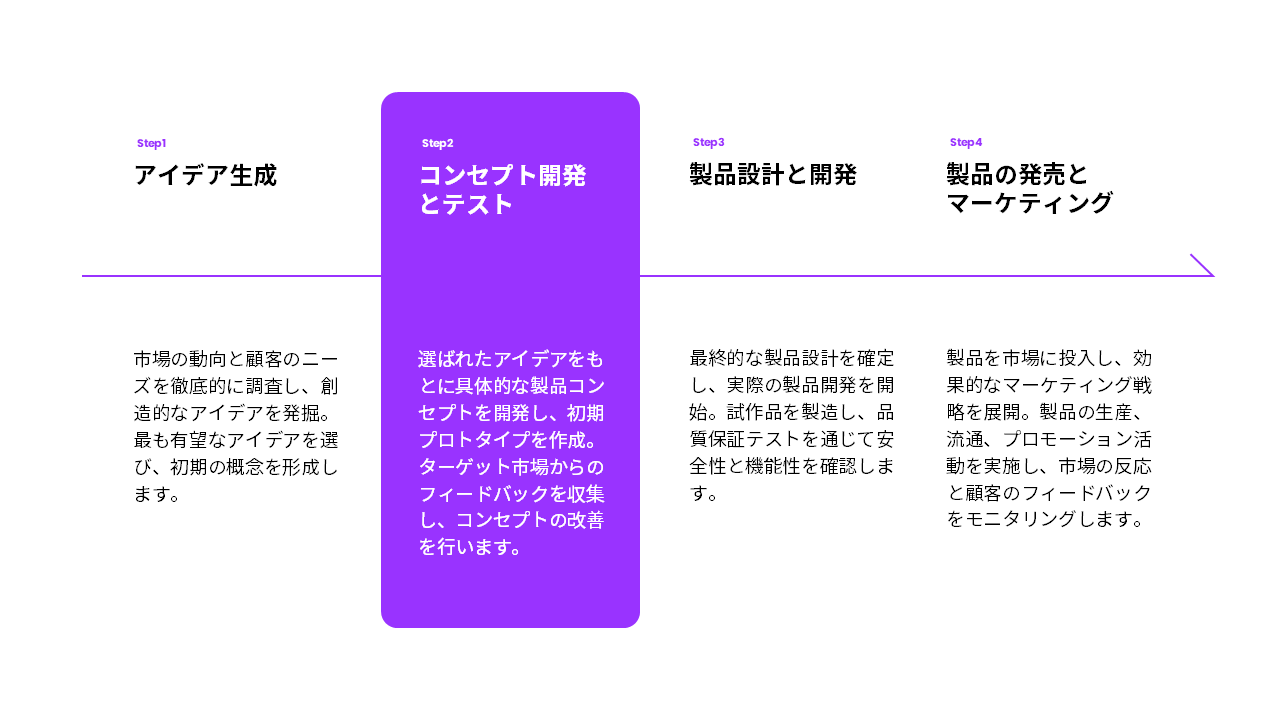 Step1
アイデア生成
市場の動向と顧客のニー
ズを徹底的に調査し、創
造的なアイデアを発掘。
最も有望なアイデアを選
び、初期の概念を形成し
ます。
Step2
コンセプト開発
とテスト
選ばれたアイデアをも
とに具体的な製品コン
セプトを開発し、初期
プロトタイプを作成。
ターゲット市場からの
フィードバックを収集
し、コンセプトの改善
を行います。
Step3
製品設計と開発
最終的な製品設計を確定
し、実際の製品開発を開
始。試作品を製造し、品
質保証テストを通じて安
全性と機能性を確認しま
す。
Step4
製品の発売と
マーケティング
製品を市場に投入し、効
果的なマーケティング戦
略を展開。製品の生産、
流通、プロモーション活
動を実施し、市場の反応
と顧客のフィードバック
をモニタリングします。